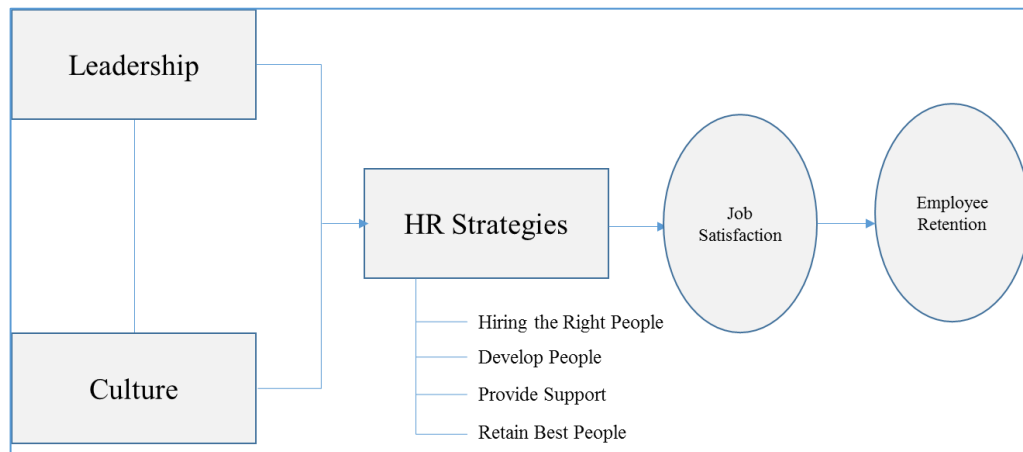 Leadership
HR Strategies
Job
Satisfaction
Employee
Retention
Hiring the Right People
Develop People
Provide Support
Retain Best People
Culture